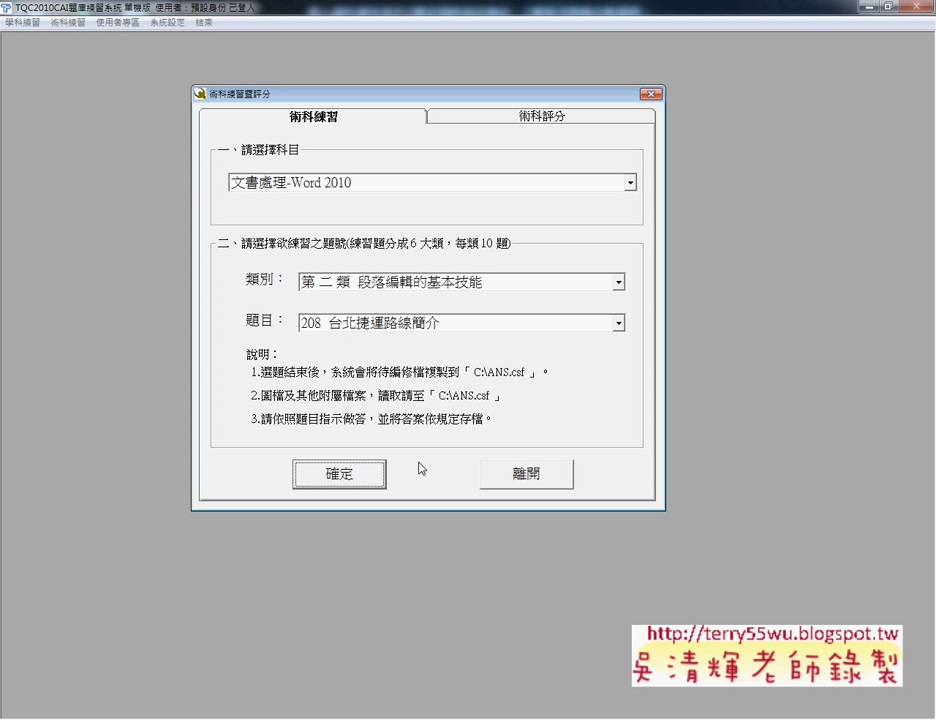 TQC2010CAI題庫練習系統 單機版 使用者：預設身份 已登入
學科練習 術科練習 使用者專區 系統設定 結束
術科練習暨評分
術科練習 術科評分
一、請選擇科目
文書處理-Word 2010
二、請選擇欲練習之題號(練習題分成6 大類，每類10 題)
類別： 第 二 類 段落編輯的基本技能
題目： 208 台北捷運路線簡介
說明：
1.選題結束後，系統會將待編修檔複製到「 C:\ANS.csf 」。
2.圖檔及其他附屬檔案，讀取請至「 C:\ANS.csf 」
3.請依照題目指示做答，並將答案依規定存檔。
確定 離開
http://terry55wu.blogspot.tw
吳清輝老師錄製